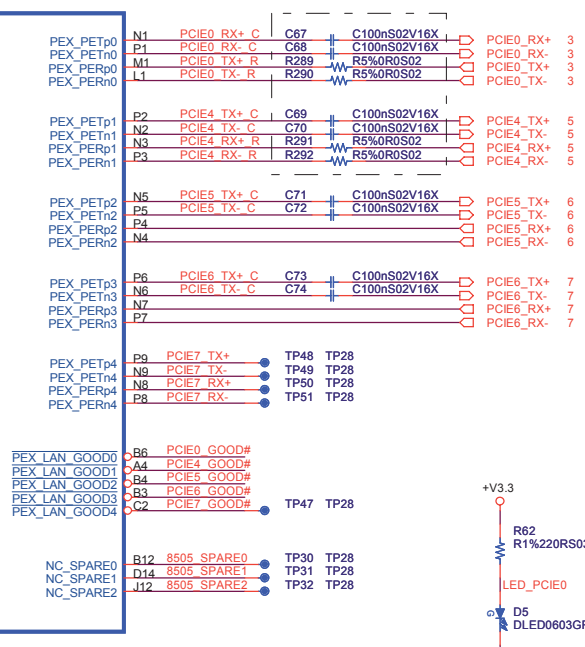 PEX_PETp0 N1 PCIE0_RX+_C C67 C100nS02V16X PCIE0_RX+ 3
PEX_PETn0 P1 PCIE0_RX-_C C68 C100nS02V16X PCIE0_RX- 3
PEX_PERp0 M1 PCIE0_TX+_R R289 R5%0R0S02 PCIE0_TX+ 3
PEX_PERn0 L1 PCIE0_TX-_R R290 R5%0R0S02 PCIE0_TX- 3
PEX_PETp1 P2 PCIE4_TX+_C C69 C100nS02V16X PCIE4_TX+ 5
PEX_PETn1 N2 PCIE4_TX-_C C70 C100nS02V16X PCIE4_TX- 5
PEX_PERp1 N3 PCIE4_RX+_R R291 R5%0R0S02 PCIE4_RX+ 5
PEX_PERn1 P3 PCIE4_RX-_R R292 R5%0R0S02 PCIE4_RX- 5
PEX_PETp2 N5 PCIE5_TX+_C C71 C100nS02V16X PCIE5_TX+ 6
PEX_PETn2 P5 PCIE5_TX-_C C72 C100nS02V16X PCIE5_TX- 6
PEX_PERp2 P4 PCIE5_RX+ 6
PEX_PERn2 N4 PCIE5_RX- 6
PEX_PETp3 P6 PCIE6_TX+_C C73 C100nS02V16X PCIE6_TX+ 7
PEX_PETn3 N6 PCIE6_TX-_C C74 C100nS02V16X PCIE6_TX- 7
PEX_PERp3 N7 PCIE6_RX+ 7
PEX_PERn3 P7 PCIE6_RX- 7
PEX_PETp4 P9 PCIE7_TX+ TP48 TP28
PEX_PETn4 N9 PCIE7_TX- TP49 TP28
PEX_PERp4 N8 PCIE7_RX+ TP50 TP28
PEX_PERn4 P8 PCIE7_RX- TP51 TP28
PEX_LAN_GOOD0 B6 PCIE0_GOOD#
PEX_LAN_GOOD1 A4 PCIE4_GOOD#
PEX_LAN_GOOD2 B4 PCIE5_GOOD#
PEX_LAN_GOOD3 B3 PCIE6_GOOD#
PEX_LAN_GOOD4 C2 PCIE7_GOOD# TP47 TP28
NC_SPARE0 B12 8505_SPARE0 TP30 TP28
NC_SPARE1 D14 8505_SPARE1 TP31 TP28
NC_SPARE2 J12 8505_SPARE2 TP32 TP28
+V3.3
R62
R1%220RS03
LED_PCIE0
G D5
DLED0603GR